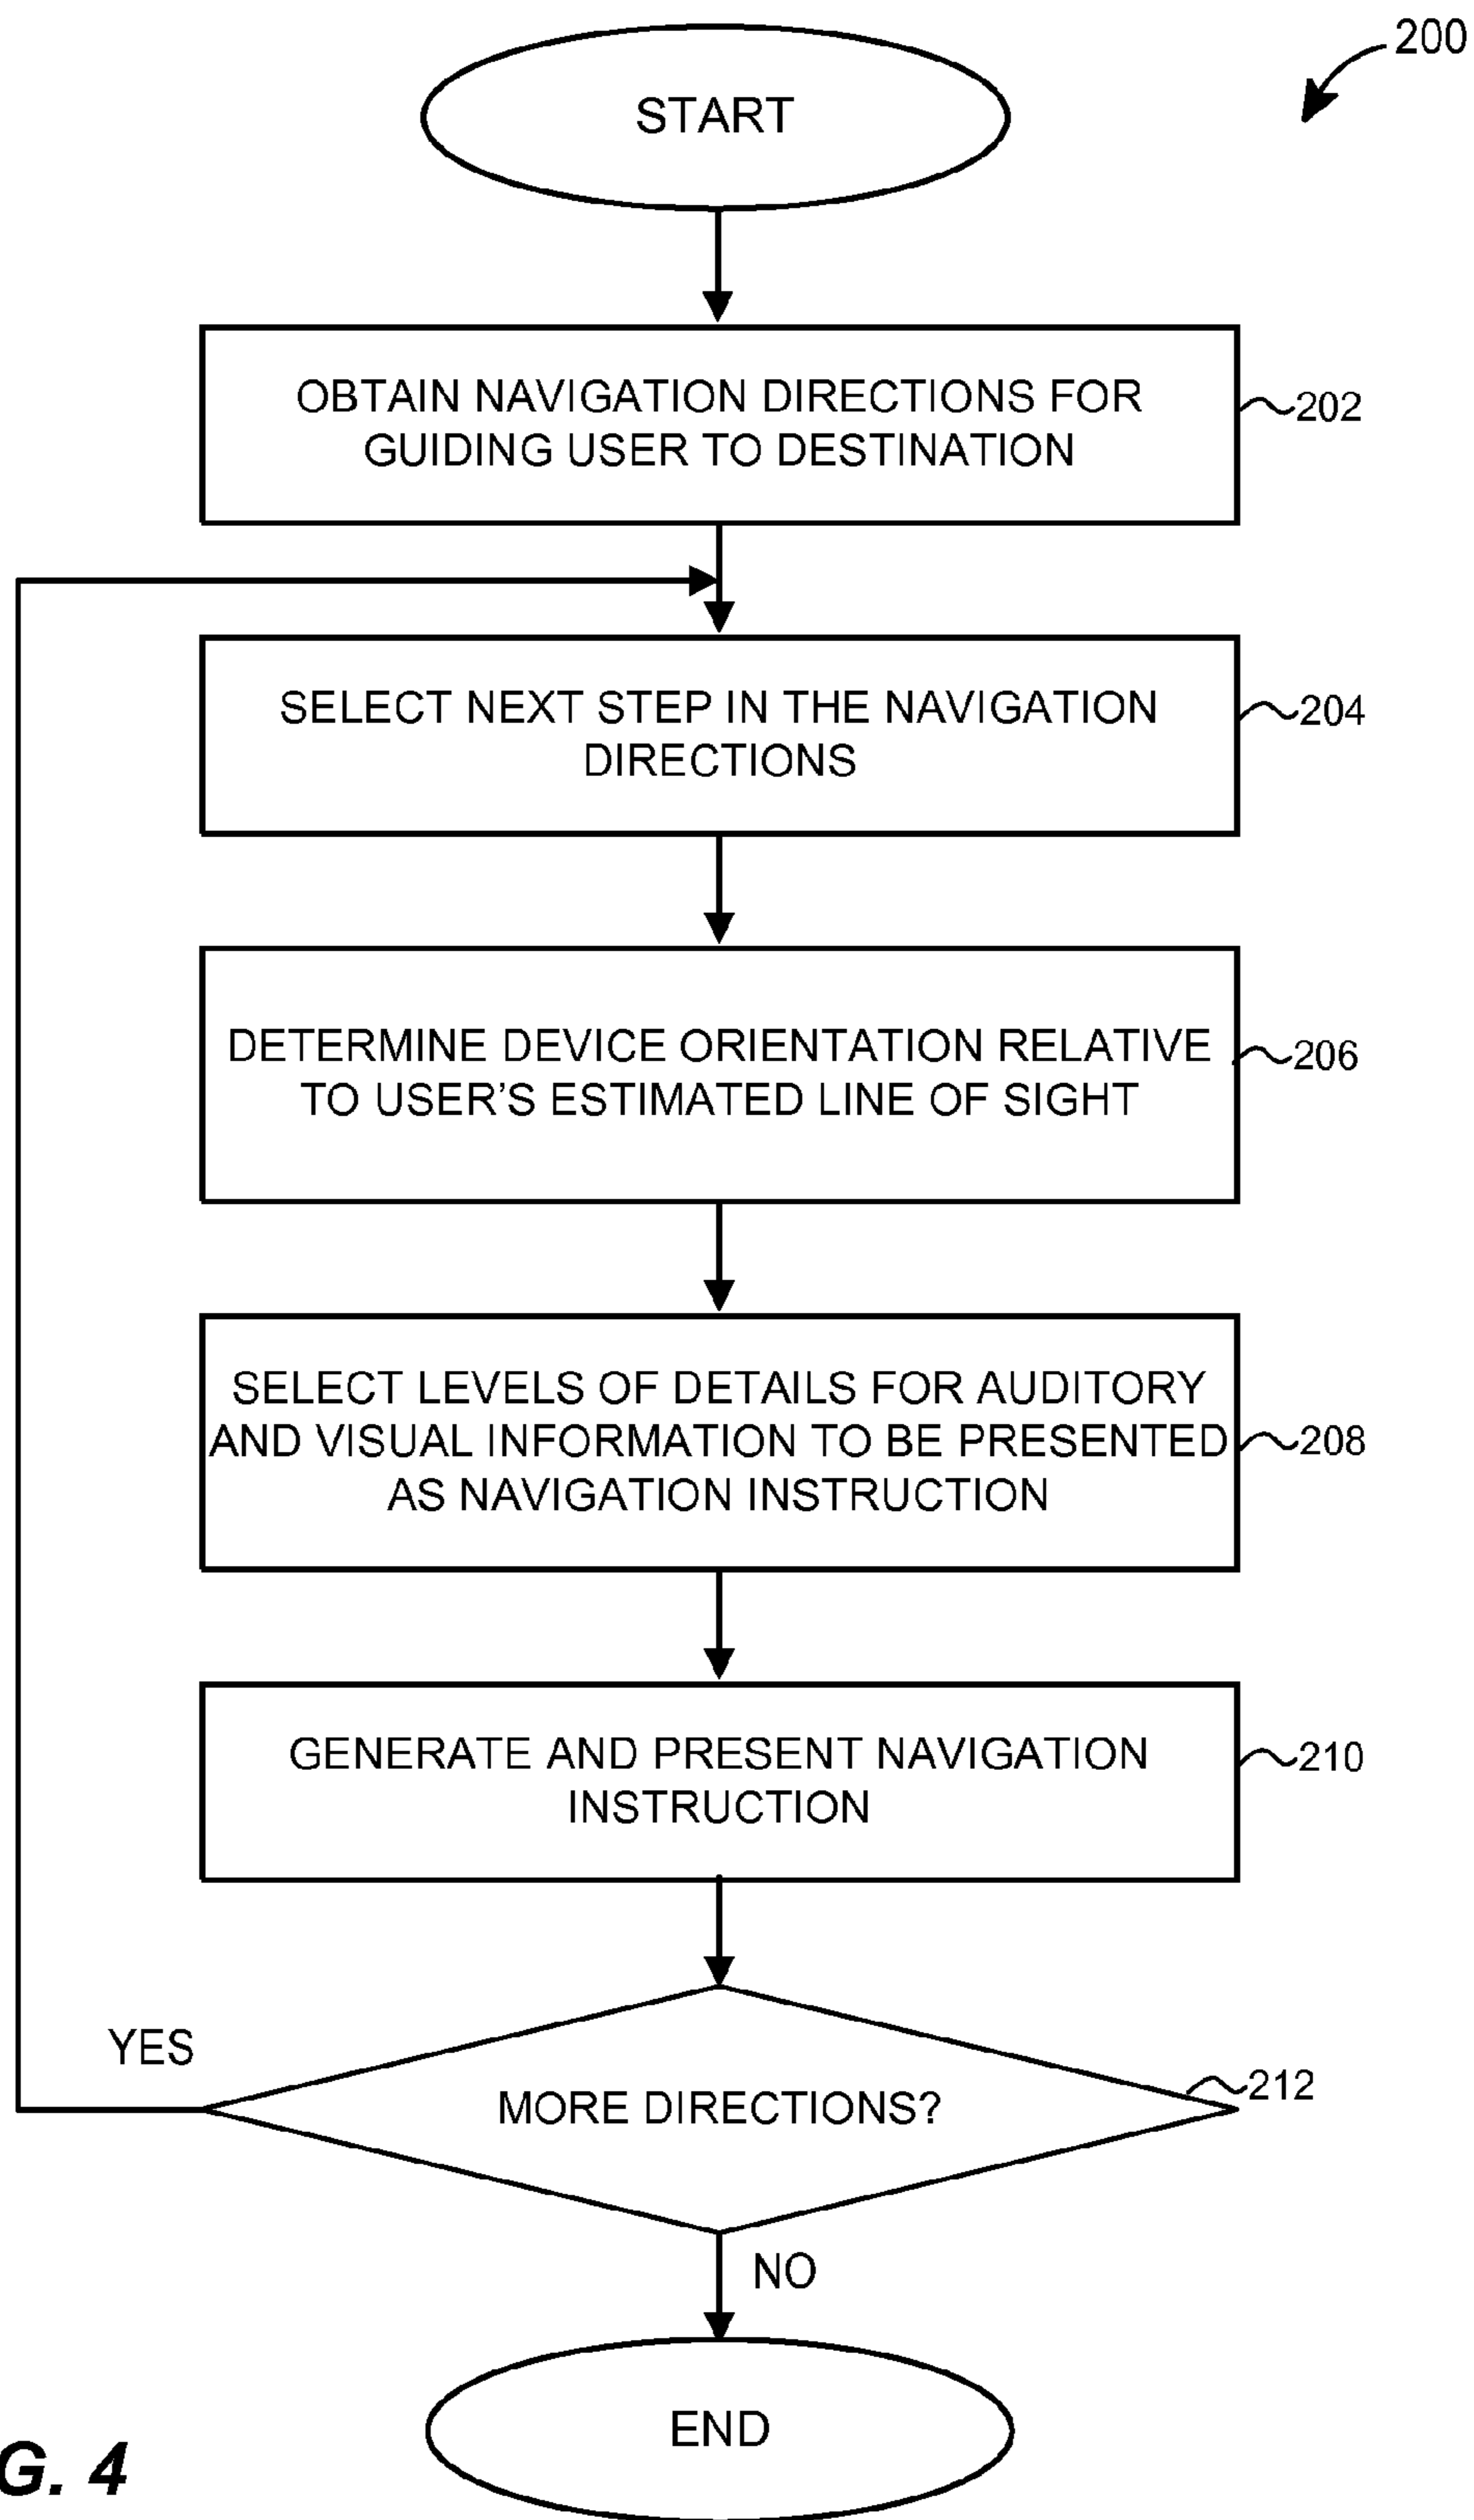 200
START
OBTAIN NAVIGATION DIRECTIONS FOR
GUIDING USER TO DESTINATION
202
SELECT NEXT STEP IN THE NAVIGATION
DIRECTIONS
204
DETERMINE DEVICE ORIENTATION RELATIVE
TO USER'S ESTIMATED LINE OF SIGHT
206
SELECT LEVELS OF DETAILS FOR AUDITORY
AND VISUAL INFORMATION TO BE PRESENTED
AS NAVIGATION INSTRUCTION
208
GENERATE AND PRESENT NAVIGATION
INSTRUCTION
210
YES
MORE DIRECTIONS?
212
NO
END
G. 4